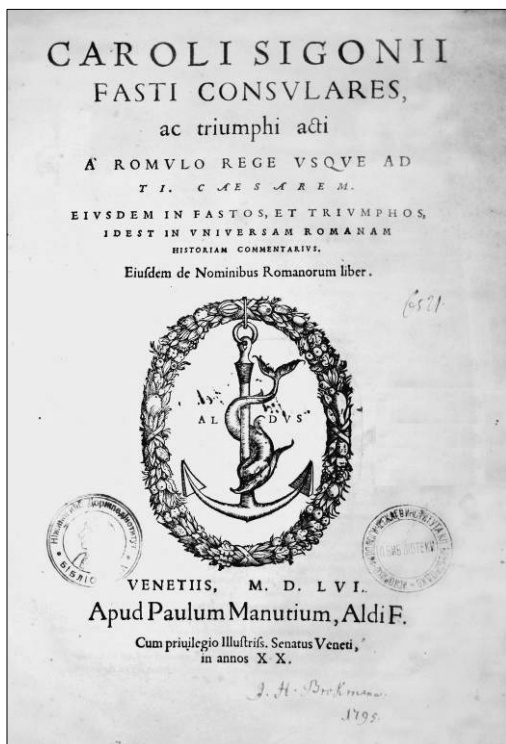 CAROLI SIGONII
FASTI CONSVLARES,
ac triumphi acti
A' ROMVLO REGE VSQVE AD
TI. CAESAREM.
EIVSDEM IN FASTOS, ET TRIVMPHOS,
IDEST IN VNIVERSAM ROMANAM
HISTORIAM COMMENTARIVS.
Eiuſdem de Nominibus Romanorum liber.
AL DVS
VENETIIS, M. D. LVI.
Apud Paulum Manutium, Aldi F.
Cum priuilegio Illuſtriſs. Senatus Veneti,
in annos X X.
1795.